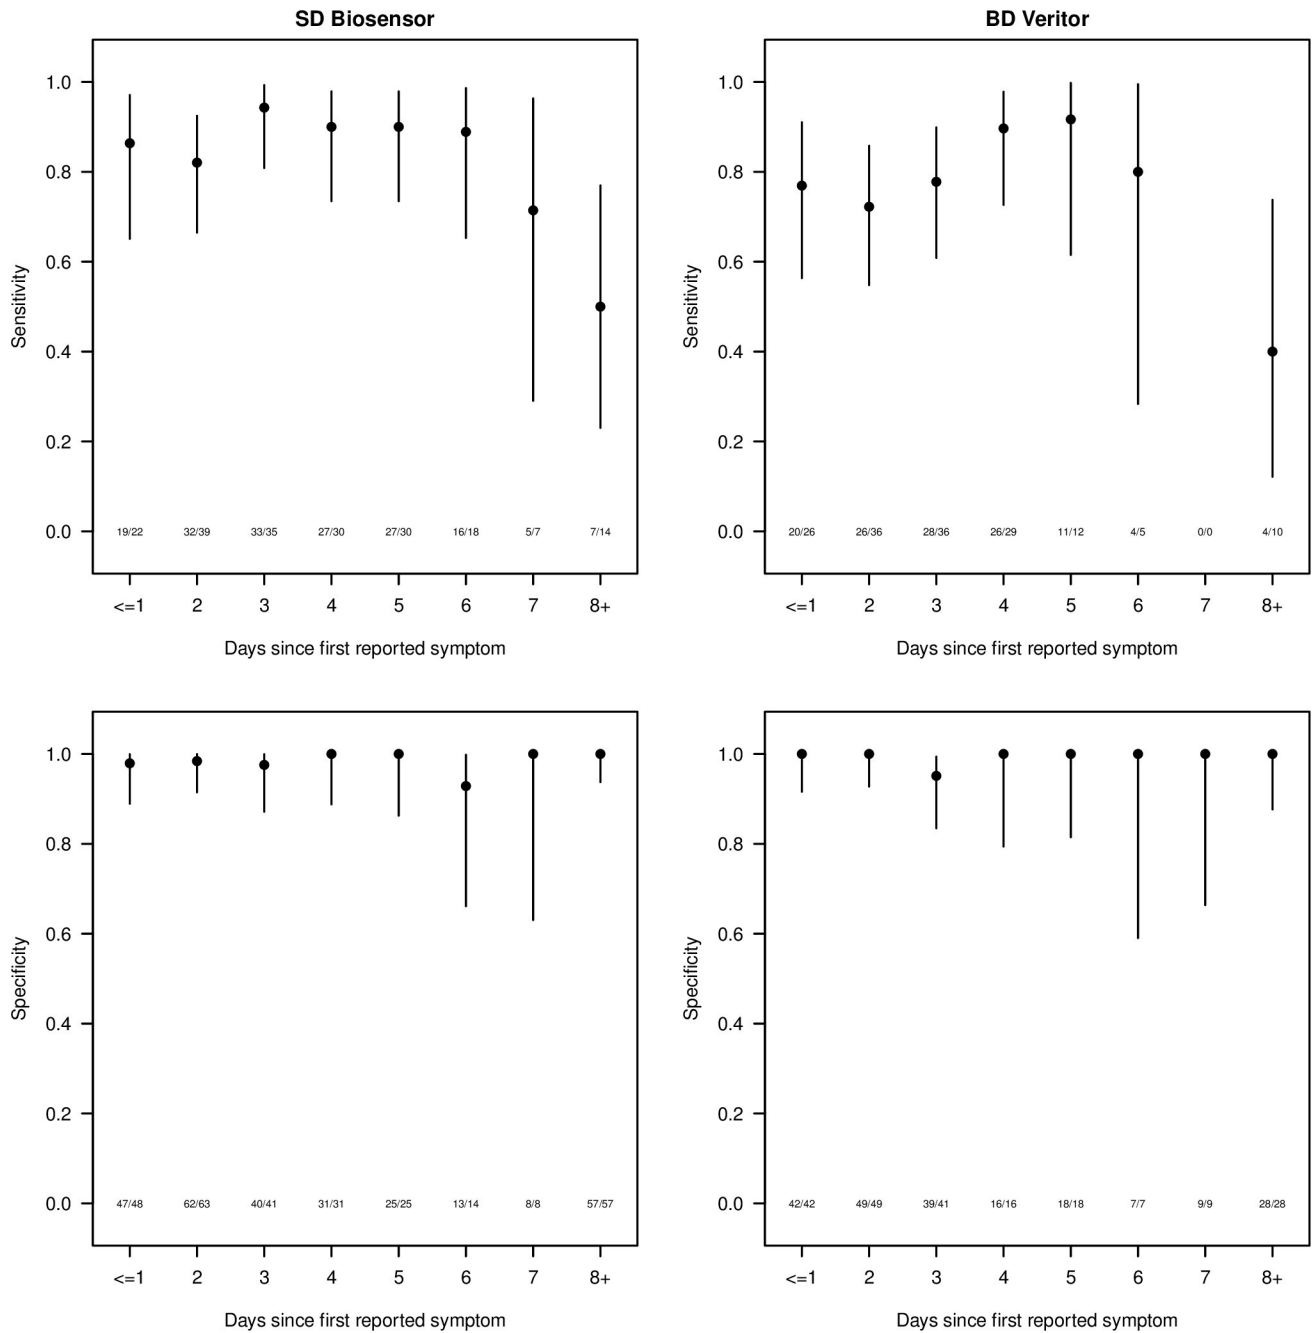 SD Biosensor
1.0
0.8
0.6
0.4
0.2
0.0
Sensitivity
19/22 32/39 33/35 27/30 27/30 16/18 5/7 7/14
<=1 2 3 4 5 6 7 8+
Days since first reported symptom
BD Veritor
1.0
0.8
0.6
0.4
0.2
0.0
Sensitivity
20/26 26/36 28/36 26/29 11/12 4/5 0/0 4/10
<=1 2 3 4 5 6 7 8+
Days since first reported symptom
1.0
0.8
0.6
0.4
0.2
0.0
Specificity
47/48 62/63 40/41 31/31 25/25 13/14 8/8 57/57
<=1 2 3 4 5 6 7 8+
Days since first reported symptom
1.0
0.8
0.6
0.4
0.2
0.0
Specificity
42/42 49/49 39/41 16/16 18/18 7/7 9/9 28/28
<=1 2 3 4 5 6 7 8+
Days since first reported symptom